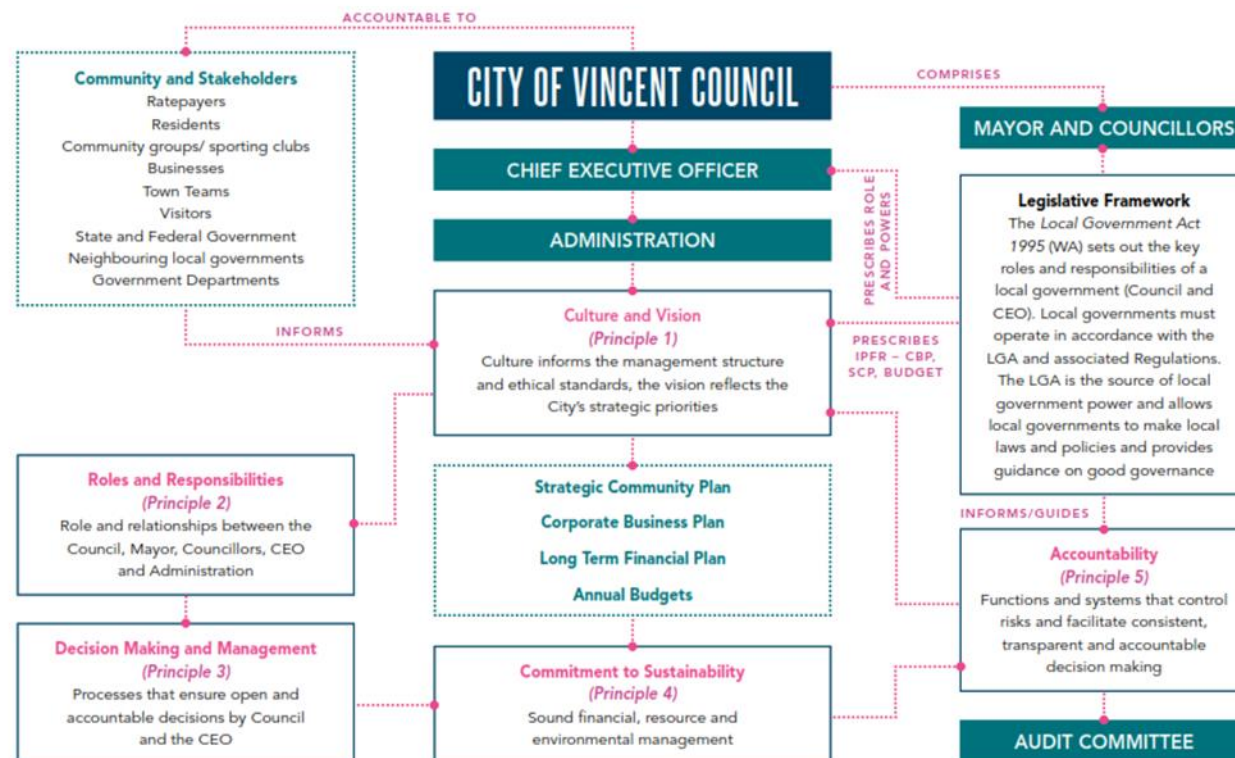 ACCOUNTABLE TO
Community and Stakeholders
Ratepayers
Residents
Community groups/ sporting clubs
Businesses
Town Teams
Visitors
State and Federal Government
Neighbouring local governments
Government Departments
CITY OF VINCENT COUNCIL
COMPRISES
MAYOR AND COUNCILLORS
CHIEF EXECUTIVE OFFICER
ADMINISTRATION
PRESCRIBES ROLE
AND POWERS
Legislative Framework
The Local Government Act
1995 (WA) sets out the key
roles and responsibilities of a
local government (Council and
CEO). Local governments must
operate in accordance with the
LGA and associated Regulations.
The LGA is the source of local
government power and allows
local governments to make local
laws and policies and provides
guidance on good governance
INFORMS
Culture and Vision
(Principle 1)
Culture informs the management structure
and ethical standards, the vision reflects the
City's strategic priorities
PRESCRIBES
IPFR – CBP,
SCP, BUDGET
Roles and Responsibilities
(Principle 2)
Role and relationships between the
Council, Mayor, Councillors, CEO
and Administration
Strategic Community Plan
Corporate Business Plan
Long Term Financial Plan
Annual Budgets
INFORMS/GUIDES
Accountability
(Principle 5)
Functions and systems that control
risks and facilitate consistent,
transparent and accountable
decision making
Decision Making and Management
(Principle 3)
Processes that ensure open and
accountable decisions by Council
and the CEO
Commitment to Sustainability
(Principle 4)
Sound financial, resource and
environmental management
AUDIT COMMITTEE